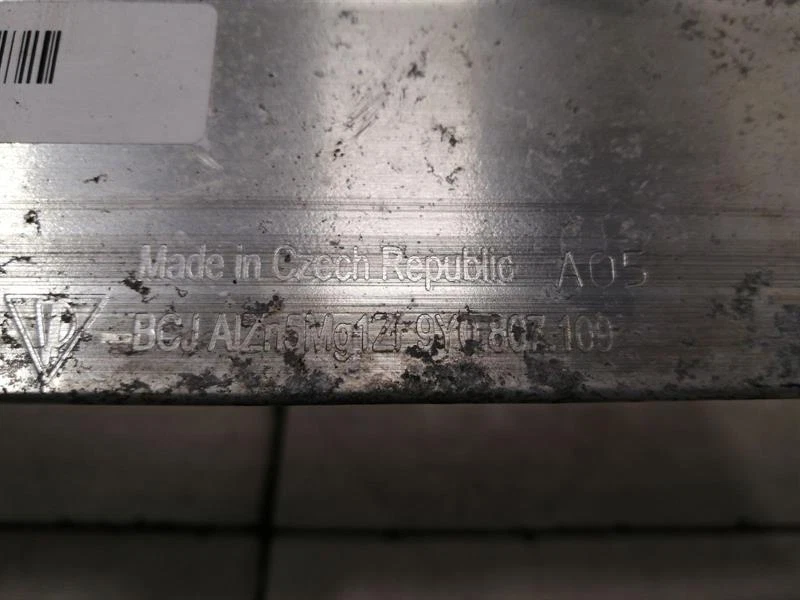 Made in Czech Republic A05
BCJ AlZn5Mg1Zr 9Y0.807.109